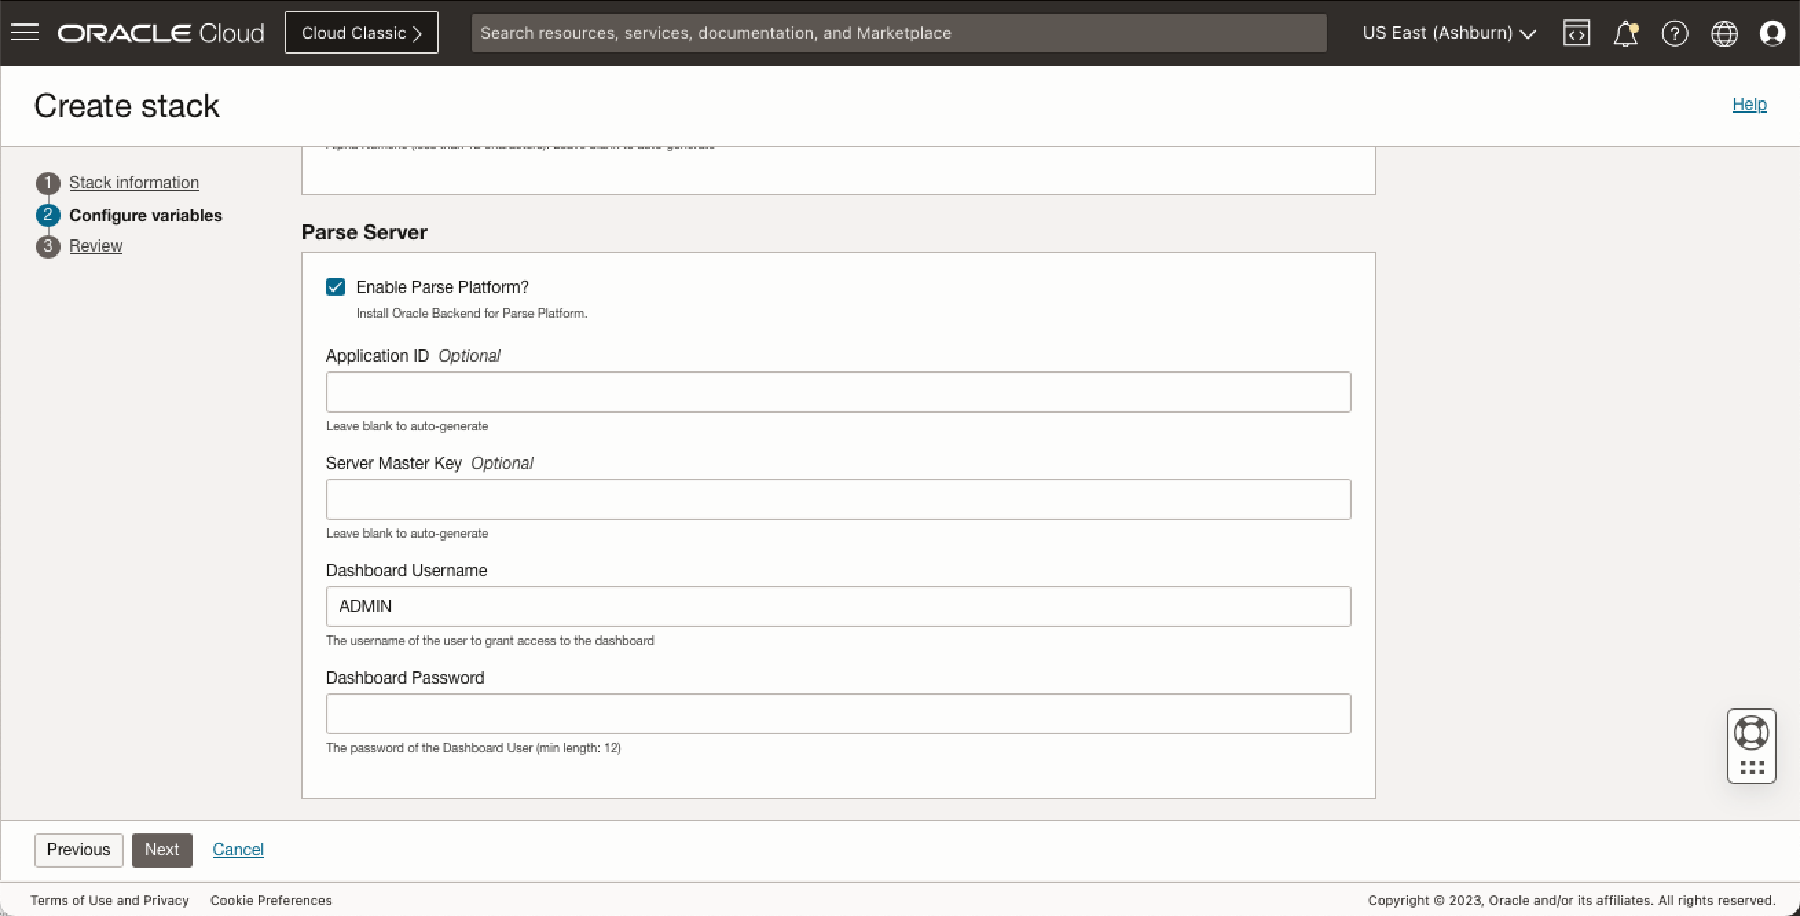 ORACLE Cloud
Cloud Classic
Search resources, services, documentation, and Marketplace
US East (Ashburn)
Create stack
Help
1 Stack information
2 Configure variables
3 Review
Parse Server
Enable Parse Platform?
Install Oracle Backend for Parse Platform.
Application ID Optional
Leave blank to auto-generate
Server Master Key Optional
Leave blank to auto-generate
Dashboard Username
ADMIN
The username of the user to grant access to the dashboard
Dashboard Password
The password of the Dashboard User (min length: 12)
Previous
Next
Cancel
Terms of Use and Privacy
Cookie Preferences
Copyright © 2023, Oracle and/or its affiliates. All rights reserved.